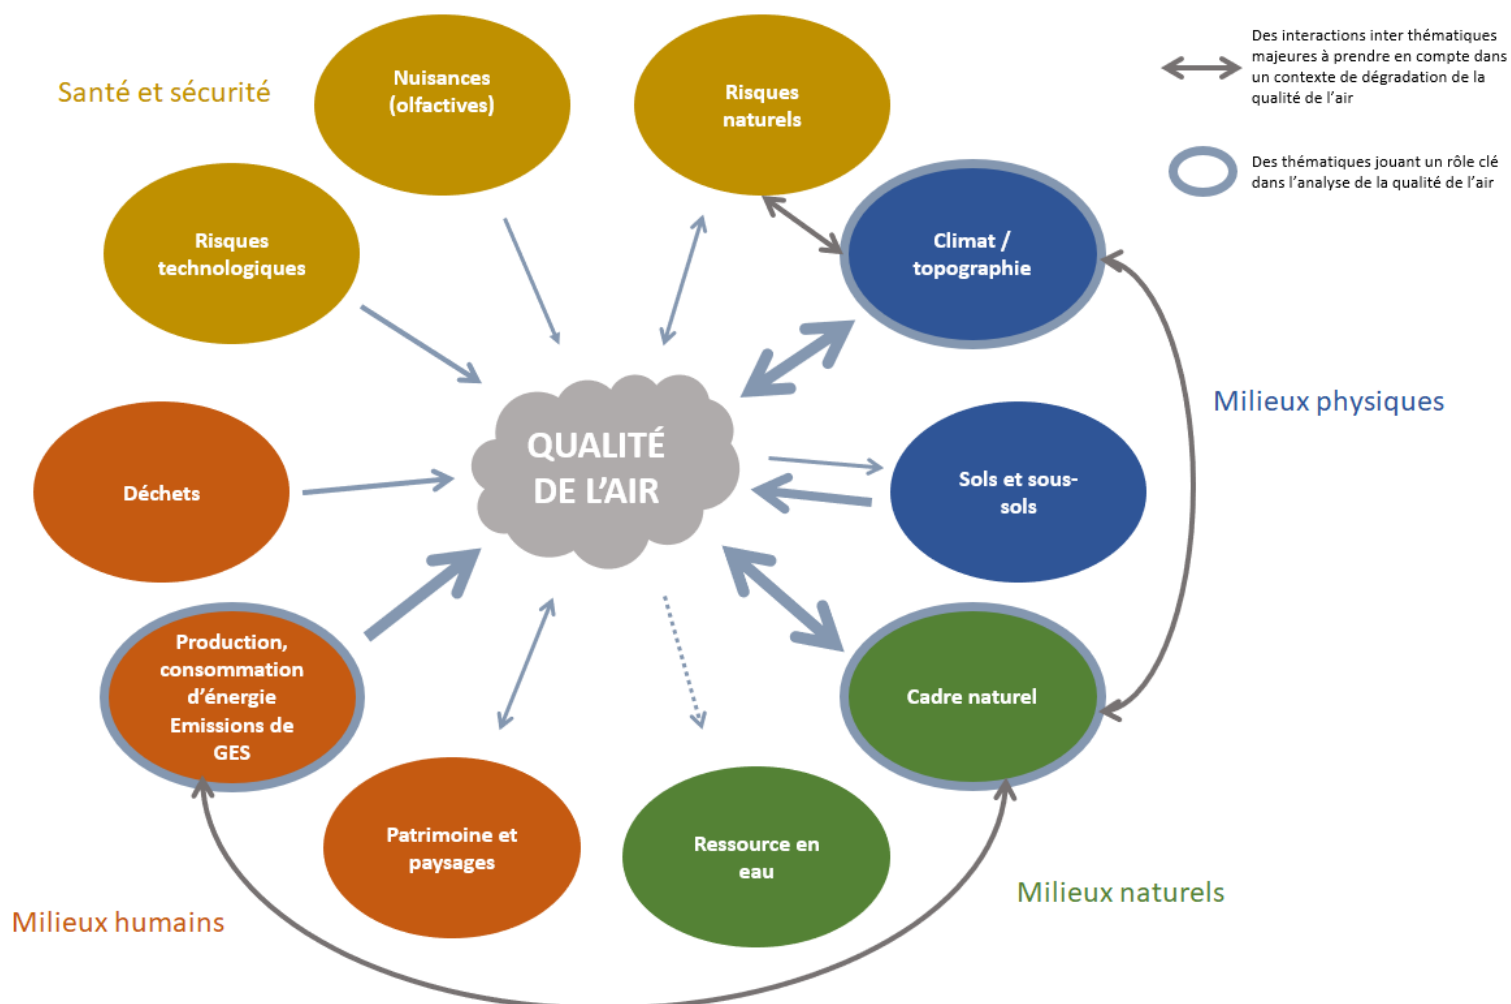 Des interactions inter thématiques
majeures à prendre en compte dans
un contexte de dégradation de la
qualité de l'air
Des thématiques jouant un rôle clé
dans l'analyse de la qualité de l'air
Santé et sécurité
Nuisances
(olfactives)
Risques
naturels
Risques
technologiques
Climat /
topographie
Milieux physiques
QUALITÉ
DE L'AIR
Déchets
Sols et sous-
sols
Production,
consommation
d'énergie
Emissions de
GES
Cadre naturel
Patrimoine et
paysages
Ressource en
eau
Milieux humains
Milieux naturels